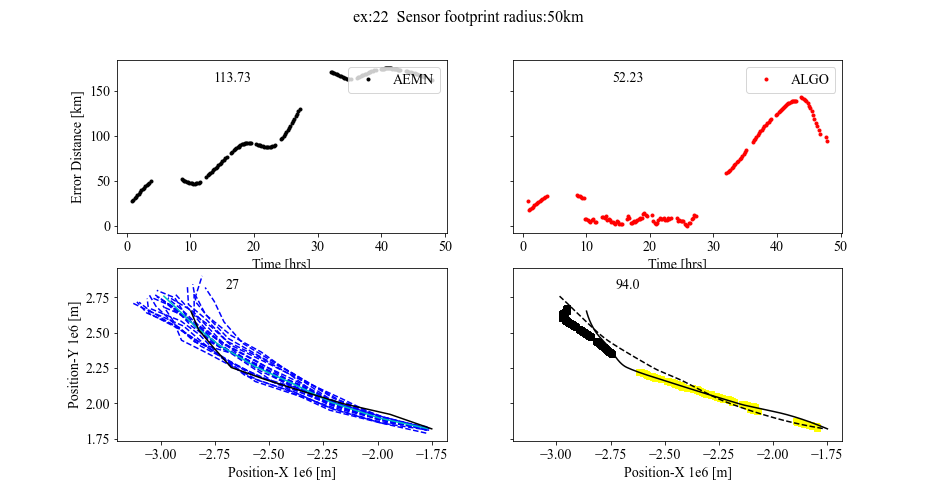 ex:22 Sensor footprint radius:50km
113.73
AEMN
52.23
ALGO
Error Distance [km]
150
100
50
0
0 10 20 30 40 50
Time [hrs]
0 10 20 30 40 50
Time [hrs]
27
94.0
Position-Y 1e6 [m]
2.75
2.50
2.25
2.00
1.75
−3.00 −2.75 −2.50 −2.25 −2.00 −1.75
Position-X 1e6 [m]
−3.00 −2.75 −2.50 −2.25 −2.00 −1.75
Position-X 1e6 [m]